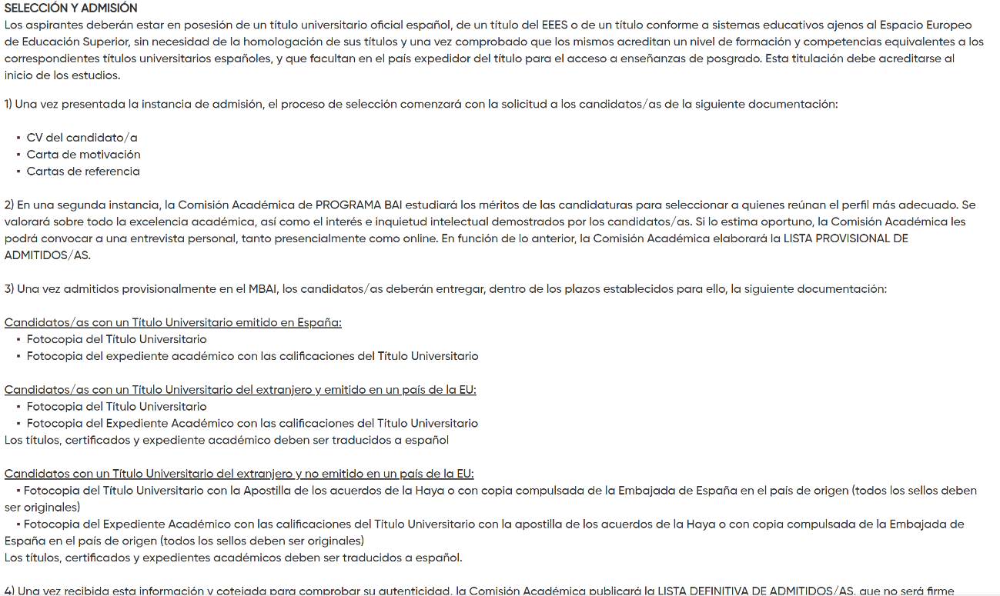 SELECCIÓN Y ADMISIÓN
Los aspirantes deberán estar en posesión de un título universitario oficial español, de un título del EEES o de un título conforme a sistemas educativos ajenos al Espacio Europeo
de Educación Superior, sin necesidad de la homologación de sus títulos y una vez comprobado que los mismos acreditan un nivel de formación y competencias equivalentes a los
correspondientes títulos universitarios españoles, y que facultan en el país expedidor del título para el acceso a enseñanzas de posgrado. Esta titulación debe acreditarse al
inicio de los estudios.
1) Una vez presentada la instancia de admisión, el proceso de selección comenzará con la solicitud a los candidatos/as de la siguiente documentación:
▪ CV del candidato/a
▪ Carta de motivación
▪ Cartas de referencia
2) En una segunda instancia, la Comisión Académica de PROGRAMA BAI estudiará los méritos de las candidaturas para seleccionar a quienes reúnan el perfil más adecuado. Se
valorará sobre todo la excelencia académica, así como el interés e inquietud intelectual demostrados por los candidatos/as. Si lo estima oportuno, la Comisión Académica les
podrá convocar a una entrevista personal, tanto presencialmente como online. En función de lo anterior, la Comisión Académica elaborará la LISTA PROVISIONAL DE
ADMITIDOS/AS.
3) Una vez admitidos provisionalmente en el MBAI, los candidatos/as deberán entregar, dentro de los plazos establecidos para ello, la siguiente documentación:
Candidatos/as con un Título Universitario emitido en España:
▪ Fotocopia del Título Universitario
▪ Fotocopia del expediente académico con las calificaciones del Título Universitario
Candidatos/as con un Título Universitario del extranjero y emitido en un país de la EU:
▪ Fotocopia del Título Universitario
▪ Fotocopia del Expediente Académico con las calificaciones del Título Universitario
Los títulos, certificados y expediente académico deben ser traducidos a español
Candidatos con un Título Universitario del extranjero y no emitido en un país de la EU:
▪ Fotocopia del Título Universitario con la Apostilla de los acuerdos de la Haya o con copia compulsada de la Embajada de España en el país de origen (todos los sellos deben
ser originales)
▪ Fotocopia del Expediente Académico con las calificaciones del Título Universitario con la apostilla de los acuerdos de la Haya o con copia compulsada de la Embajada de
España en el país de origen (todos los sellos deben ser originales)
Los títulos, certificados y expedientes académicos deben ser traducidos a español.
4) Una vez recibida esta información y cotejada para comprobar su autenticidad, la Comisión Académica publicará la LISTA DEFINITIVA DE ADMITIDOS/AS, que no será firme